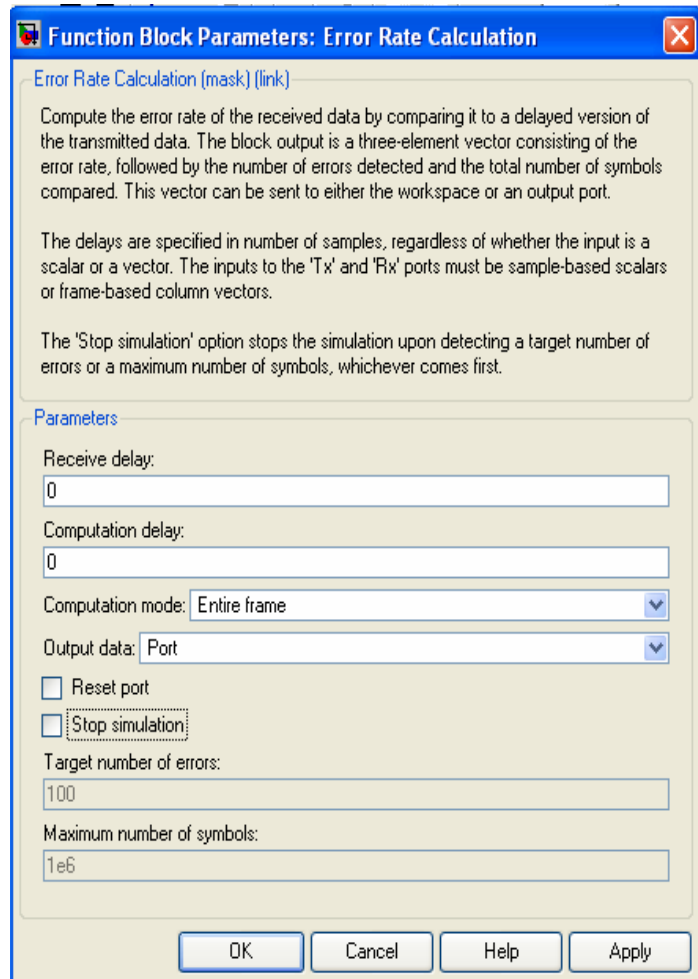 Function Block Parameters: Error Rate Calculation
Error Rate Calculation (mask) (link)
Compute the error rate of the received data by comparing it to a delayed version of
the transmitted data. The block output is a three-element vector consisting of the
error rate, followed by the number of errors detected and the total number of symbols
compared. This vector can be sent to either the workspace or an output port.
The delays are specified in number of samples, regardless of whether the input is a
scalar or a vector. The inputs to the 'Tx' and 'Rx' ports must be sample-based scalars
or frame-based column vectors.
The 'Stop simulation' option stops the simulation upon detecting a target number of
errors or a maximum number of symbols, whichever comes first.
Parameters
Receive delay:
0
Computation delay:
0
Computation mode: Entire frame
Output data: Port
Reset port
Stop simulation
Target number of errors:
100
Maximum number of symbols:
1e6
OK Cancel Help Apply